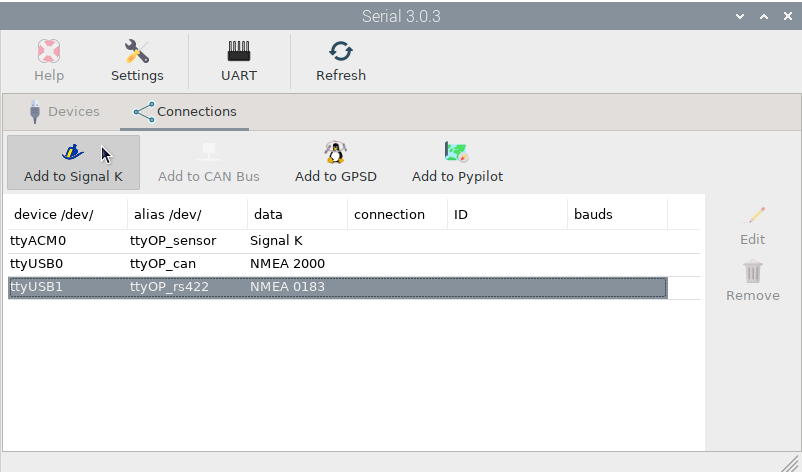 Serial 3.0.3
Help Settings UART Refresh
Devices Connections
Add to Signal K Add to CAN Bus Add to GPSD Add to Pypilot
device /dev/ alias /dev/ data connection ID bauds
ttyACM0 ttyOP_sensor Signal K
ttyUSB0 ttyOP_can NMEA 2000
ttyUSB1 ttyOP_rs422 NMEA 0183
Edit
Remove